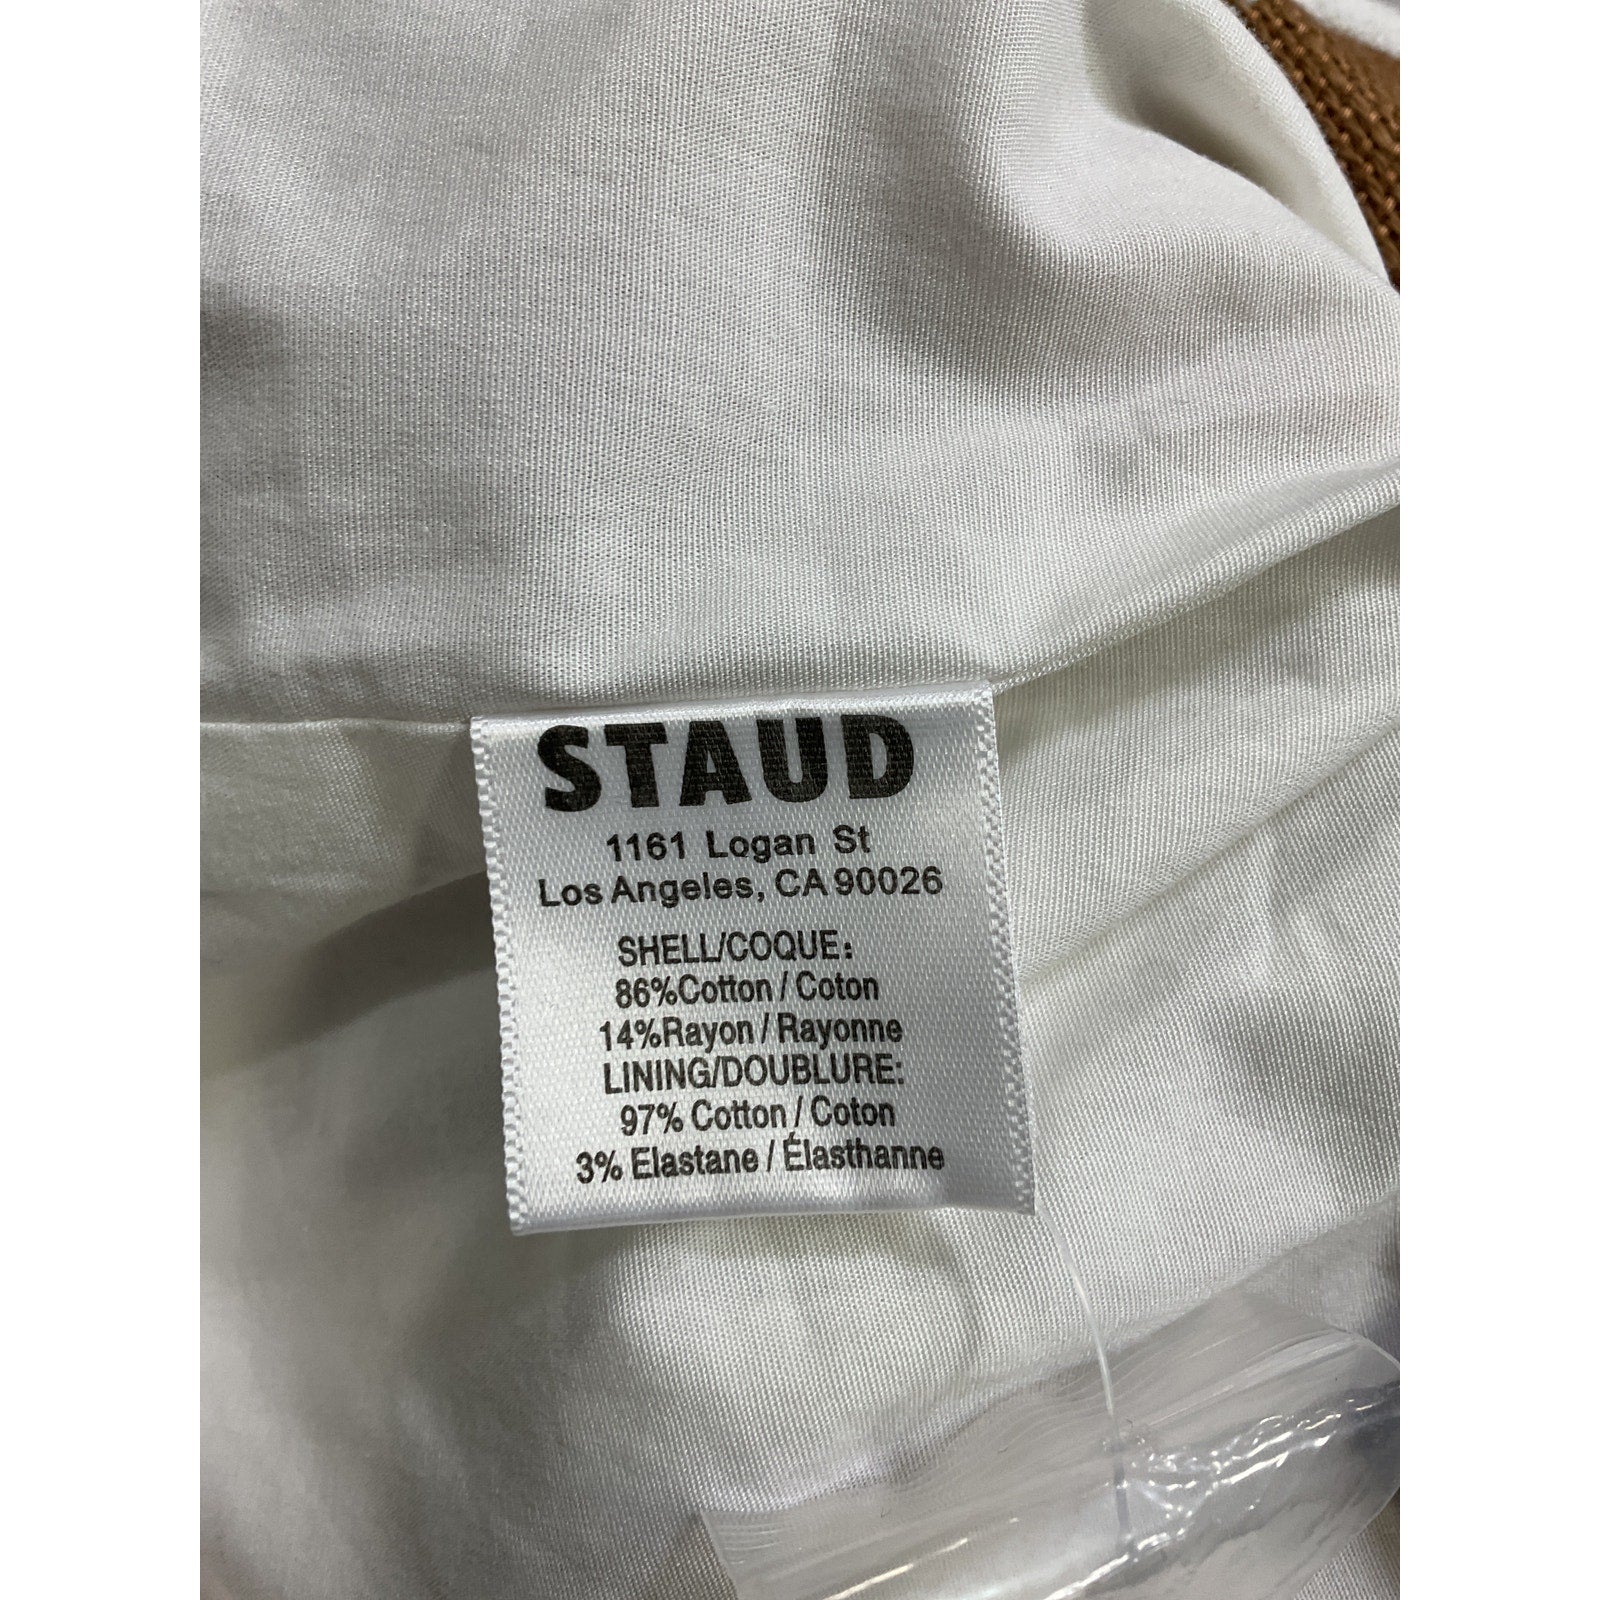 STAUD
1161 Logan St
Los Angeles, CA 90026
SHELL/COQUE:
86%Cotton / Coton
14%Rayon / Rayonne
LINING/DOUBLURE:
97% Cotton / Coton
3% Elastane / Élasthanne